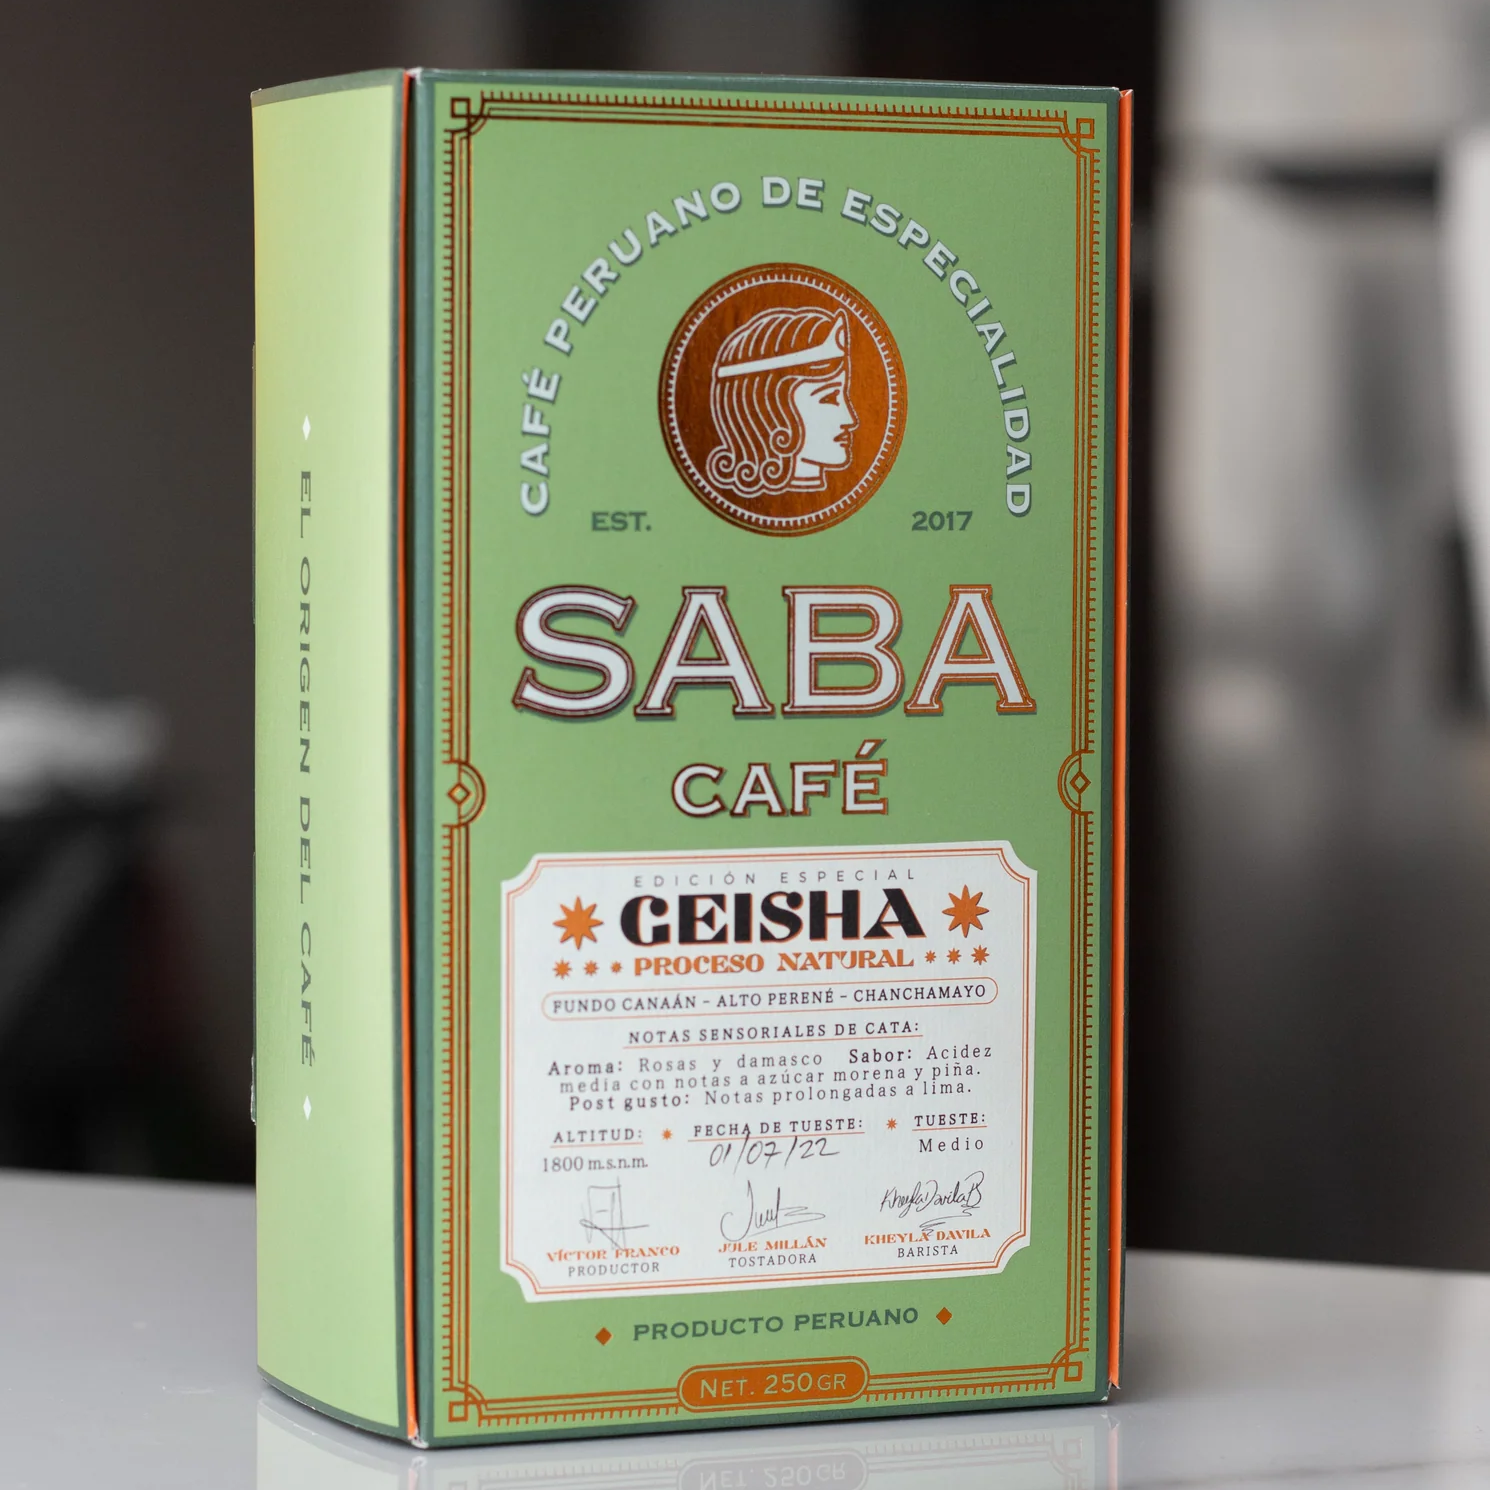 CAFÉ PERUANO DE ESPECIALIDAD
EST. 2017
SABA
CAFÉ
EDICIÓN ESPECIAL
GEISHA
PROCESO NATURAL
FUNDO CANAÁN - ALTO PERENÉ - CHANCHAMAYO
NOTAS SENSORIALES DE CATA:
Aroma: Rosas y damasco Sabor: Acidez
media con notas a azúcar morena y piña.
Post gusto: Notas prolongadas a lima.
ALTITUD: FECHA DE TUESTE: TUESTE:
1800 m.s.n.m. 01/07/22 Medio
Kheyla Davila B
VÍCTOR FRANCO JULE MILLÁN KHEYLA DAVILA
PRODUCTOR TOSTADORA BARISTA
PRODUCTO PERUANO
NET. 250 GR
EL ORIGEN DEL CAFÉ